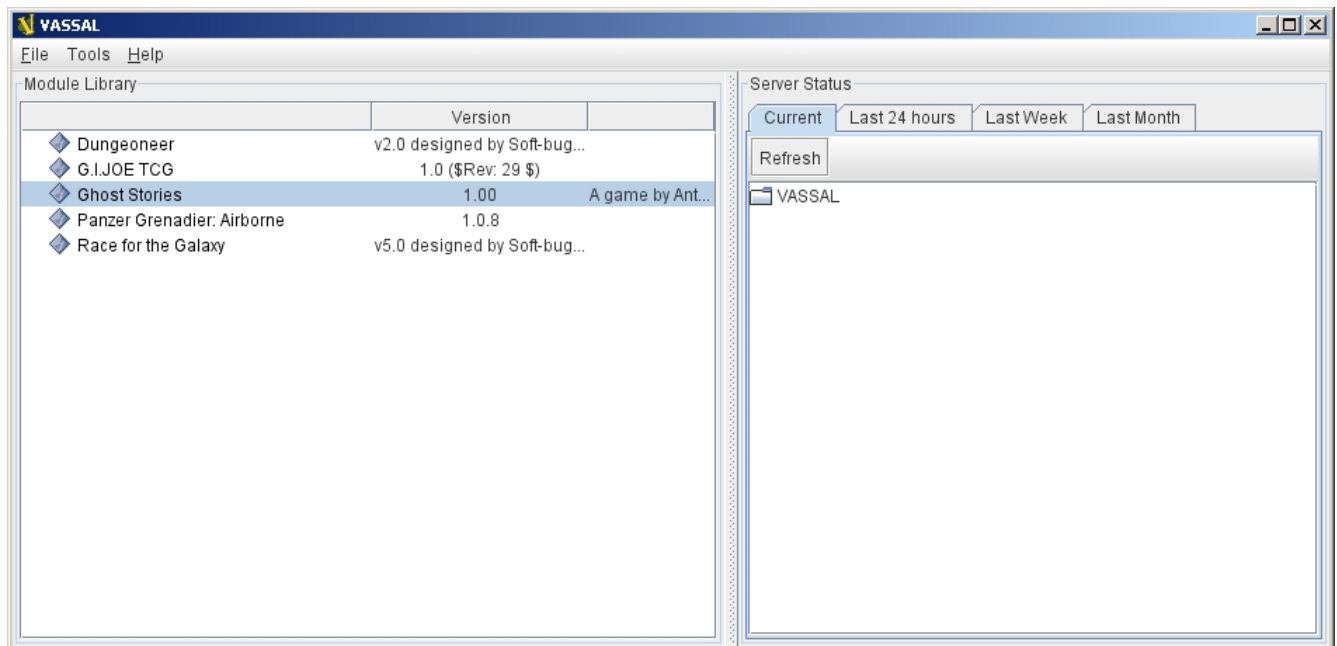 VASSAL
File Tools Help
Module Library
Version
Dungeoneer v2.0 designed by Soft-bug...
G.I.JOE TCG 1.0 ($Rev: 29 $)
Ghost Stories 1.00 A game by Ant...
Panzer Grenadier: Airborne 1.0.8
Race for the Galaxy v5.0 designed by Soft-bug...
Server Status
Current Last 24 hours Last Week Last Month
Refresh
VASSAL